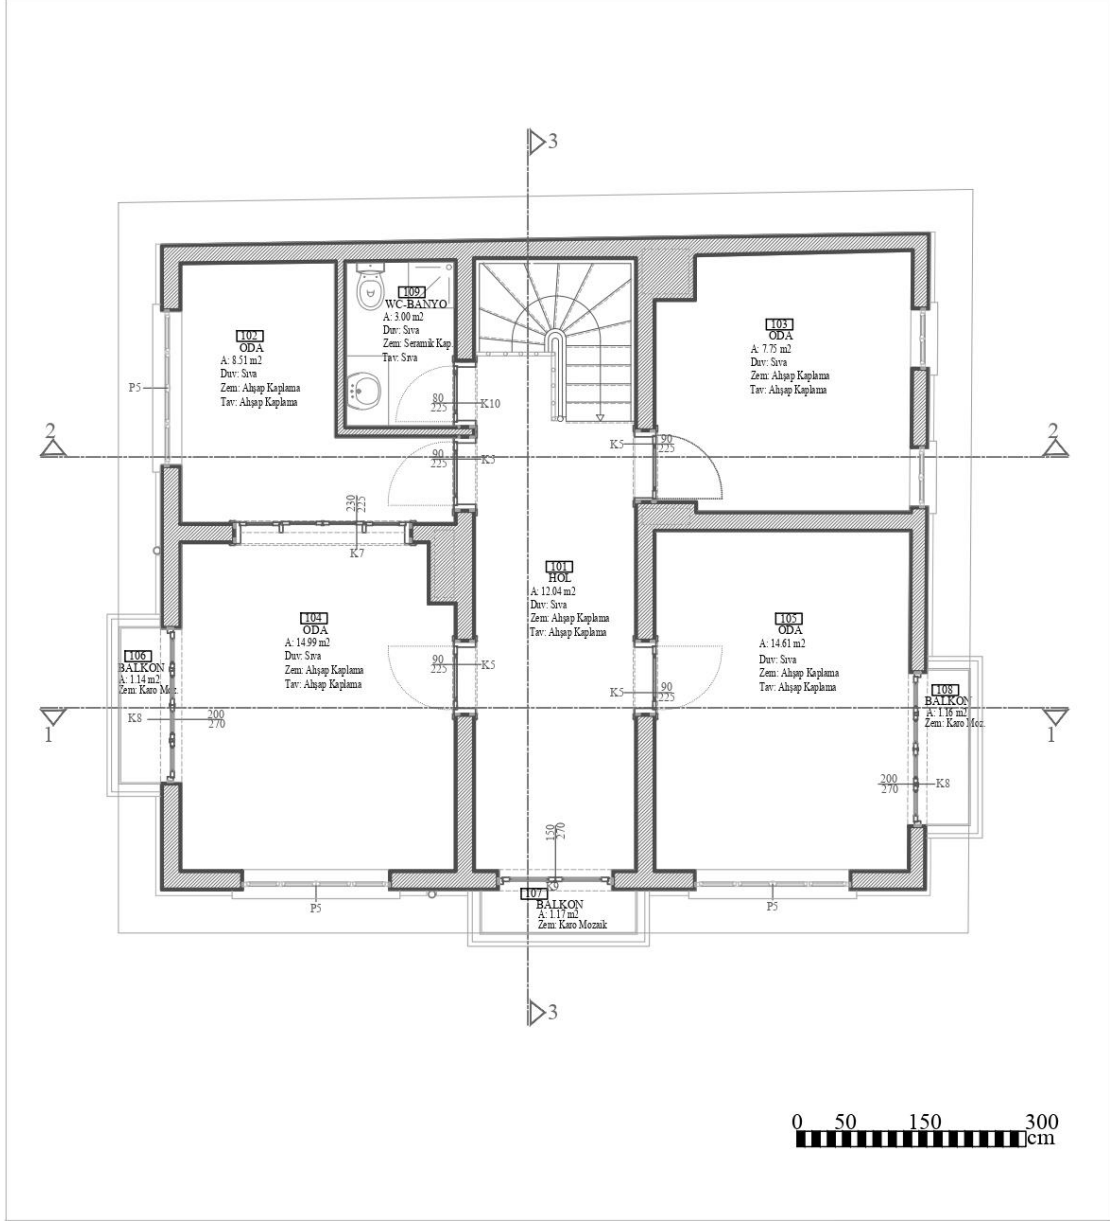 3
109
WC-BANYO
A: 3.00 m2
Duv: Sıva
Zem: Seramik Kap.
Tav: Sıva
102
ODA
A: 8.51 m2
Duv: Sıva
Zem: Ahşap Kaplama
Tav: Ahşap Kaplama
103
ODA
A: 7.75 m2
Duv: Sıva
Zem: Ahşap Kaplama
Tav: Ahşap Kaplama
P5
80
225
K10
2
90
225
K5
K5
90
225
2
230
225
K7
101
HOL
A: 12.04 m2
Duv: Sıva
Zem: Ahşap Kaplama
Tav: Ahşap Kaplama
104
ODA
A: 14.99 m2
Duv: Sıva
Zem: Ahşap Kaplama
Tav: Ahşap Kaplama
105
ODA
A: 14.61 m2
Duv: Sıva
Zem: Ahşap Kaplama
Tav: Ahşap Kaplama
106
BALKON
A: 1.14 m2
Zem: Karo Moz.
90
225
K5
K5
90
225
108
BALKON
A: 1.16 m2
Zem: Karo Moz.
K8
200
270
1
1
200
270
K8
150
270
K9
107
BALKON
A: 1.17 m2
Zem: Karo Mozaik
P5
P5
3
0 50 150 300
cm